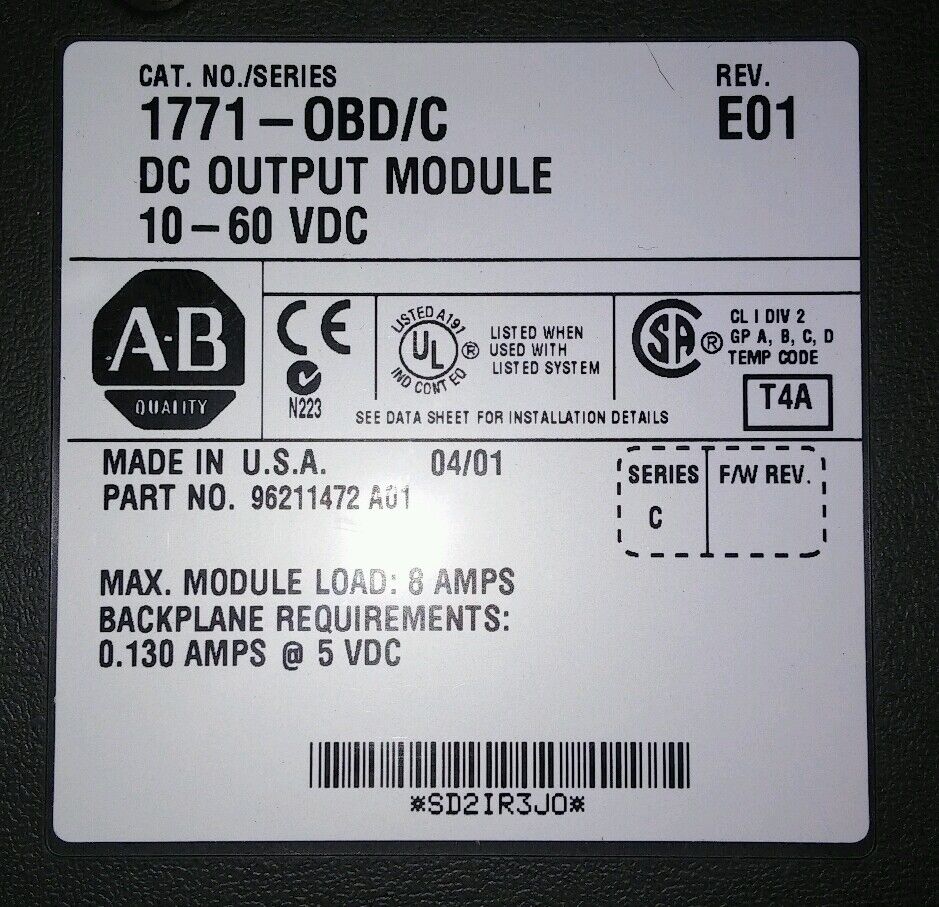 CAT. NO./SERIES
1771-OBD/C
REV.
E01
DC OUTPUT MODULE
10-60 VDC
AB
QUALITY
CE
N223
LISTED A191
UL
IND CONT EQ
®
LISTED WHEN
USED WITH
LISTED SYSTEM
SA ®
CL I DIV 2
GP A, B, C, D
TEMP CODE
T4A
SEE DATA SHEET FOR INSTALLATION DETAILS
MADE IN U.S.A. 04/01
PART NO. 96211472 A01
SERIES
C
F/W REV.
MAX. MODULE LOAD: 8 AMPS
BACKPLANE REQUIREMENTS:
0.130 AMPS @ 5 VDC
*SD2IR3JO*